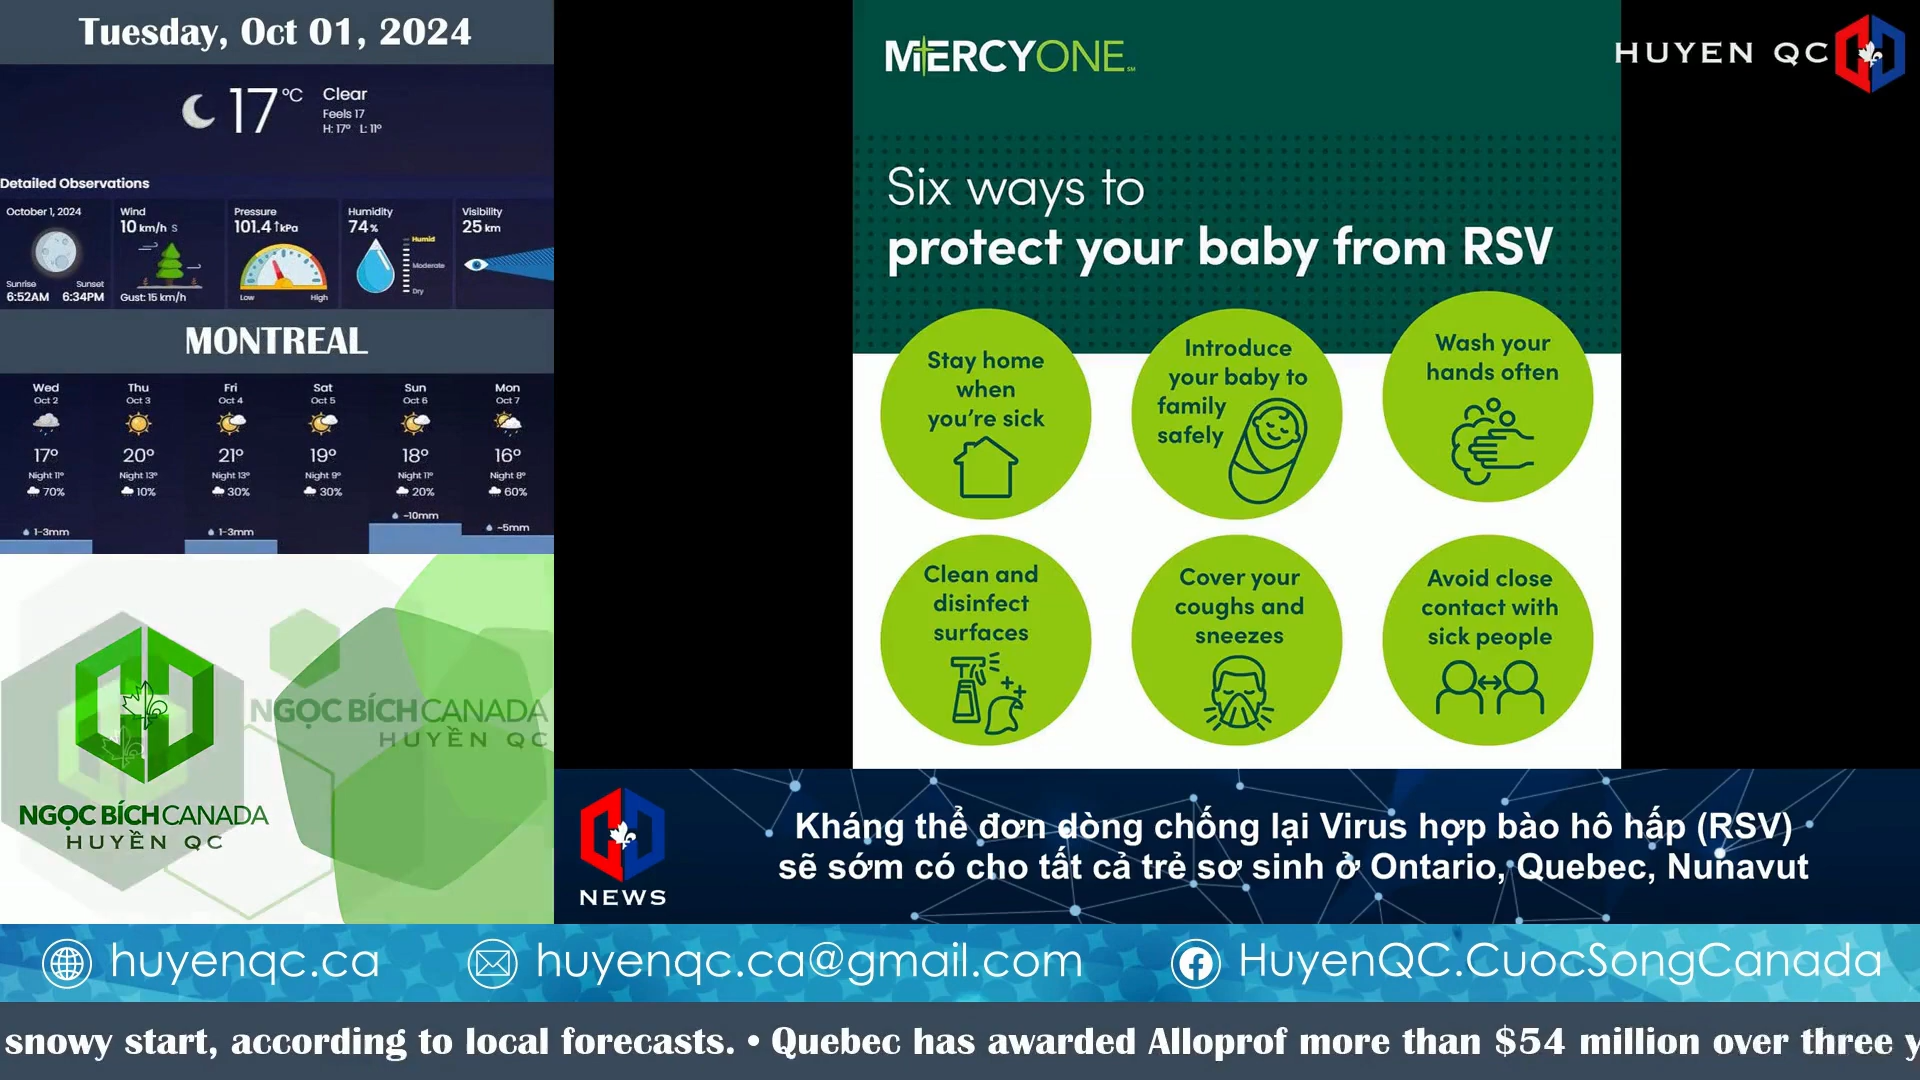 Tuesday, Oct 01, 2024
17°C
Clear
Feels 17
H: 17° L: 11°
Detailed Observations
October 1, 2024
Sunrise Sunset
6:52AM 6:34PM
Wind
10 km/h S
Gust: 15 km/h
Pressure
101.4↑kPa
Low High
Humidity
74%
Humid
Moderate
Dry
Visibility
25 km
MONTREAL
Wed Thu Fri Sat Sun Mon
Oct 2 Oct 3 Oct 4 Oct 5 Oct 6 Oct 7
17° 20° 21° 19° 18° 16°
Night 11° Night 13° Night 13° Night 9° Night 11° Night 8°
70% 10% 30% 30% 20% 60%
1-3mm 1-3mm ~10mm ~5mm
NGỌC BÍCH CANADA
HUYỀN QC
NGỌC BÍCH CANADA
HUYỀN QC
MERCYONE
SM
HUYEN QC
Six ways to
protect your baby from RSV
Stay home
when
you're sick
Introduce
your baby to
family
safely
Wash your
hands often
Clean and
disinfect
surfaces
Cover your
coughs and
sneezes
Avoid close
contact with
sick people
NEWS
Kháng thể đơn dòng chống lại Virus hợp bào hô hấp (RSV)
sẽ sớm có cho tất cả trẻ sơ sinh ở Ontario, Quebec, Nunavut
huyenqc.ca
huyenqc.ca@gmail.com
HuyenQC.CuocSongCanada
snowy start, according to local forecasts. • Quebec has awarded Alloprof more than $54 million over three